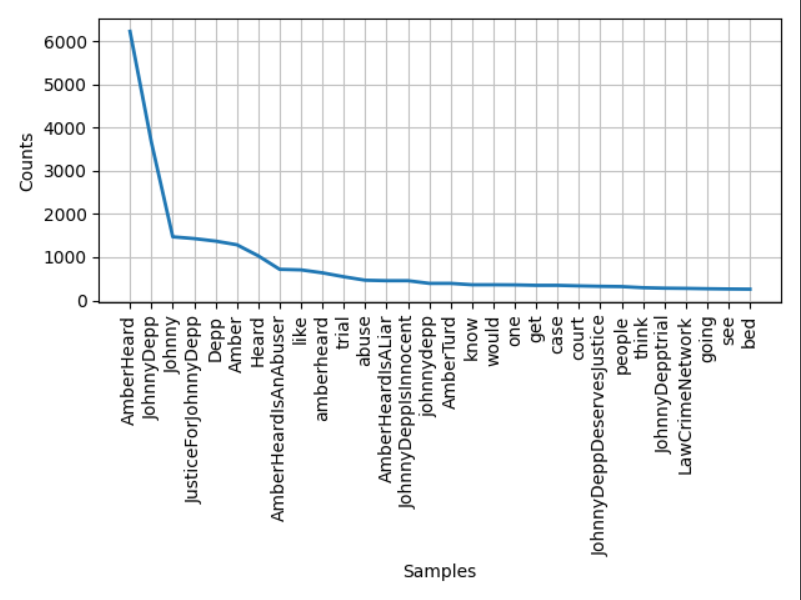 6000
5000
4000
3000
2000
1000
0
Counts
AmberHeard
JohnnyDepp
Johnny
JusticeForJohnnyDepp
Depp
Amber
Heard
AmberHeardIsAnAbuser
like
amberheard
trial
abuse
AmberHeardIsALiar
JohnnyDeppIsInnocent
johnnydepp
AmberTurd
know
would
one
get
case
court
JohnnyDeppDeservesJustice
people
think
JohnnyDepptrial
LawCrimeNetwork
going
see
bed
Samples